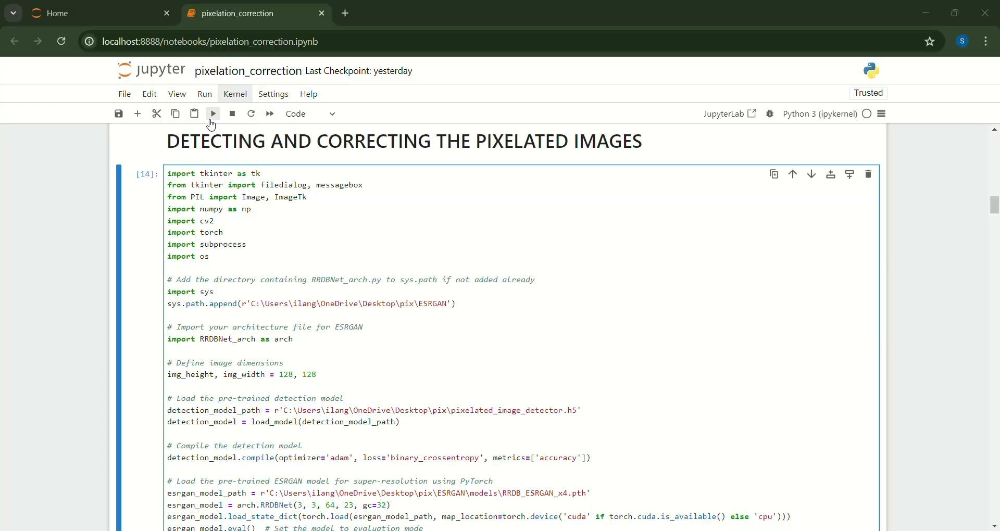 Home
pixelation_correction
localhost:8888/notebooks/pixelation_correction.ipynb
S
jupyter pixelation_correction Last Checkpoint: yesterday
File Edit View Run Kernel Settings Help
Trusted
Code
JupyterLab Python 3 (ipykernel)
DETECTING AND CORRECTING THE PIXELATED IMAGES
[14]: import tkinter as tk
from tkinter import filedialog, messagebox
from PIL import Image, ImageTk
import numpy as np
import cv2
import torch
import subprocess
import os
# Add the directory containing RRDBNet_arch.py to sys.path if not added already
import sys
sys.path.append(r'C:\Users\ilang\OneDrive\Desktop\pix\ESRGAN')
# Import your architecture file for ESRGAN
import RRDBNet_arch as arch
# Define image dimensions
img_height, img_width = 128, 128
# Load the pre-trained detection model
detection_model_path = r'C:\Users\ilang\OneDrive\Desktop\pix\pixelated_image_detector.h5'
detection_model = load_model(detection_model_path)
# Compile the detection model
detection_model.compile(optimizer='adam', loss='binary_crossentropy', metrics=['accuracy'])
# Load the pre-trained ESRGAN model for super-resolution using PyTorch
esrgan_model_path = r'C:\Users\ilang\OneDrive\Desktop\pix\ESRGAN\models\RRDB_ESRGAN_x4.pth'
esrgan_model = arch.RRDBNet(3, 3, 64, 23, gc=32)
esrgan_model.load_state_dict(torch.load(esrgan_model_path, map_location=torch.device('cuda' if torch.cuda.is_available() else 'cpu')))
esrgan_model.eval()  # Set the model to evaluation mode